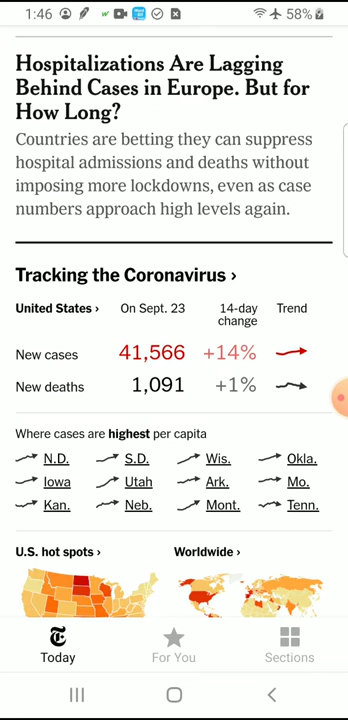 1:46
58%
Hospitalizations Are Lagging
Behind Cases in Europe. But for
How Long?
Countries are betting they can suppress
hospital admissions and deaths without
imposing more lockdowns, even as case
numbers approach high levels again.
Tracking the Coronavirus ›
United States › On Sept. 23 14-day change Trend
New cases 41,566 +14%
New deaths 1,091 +1%
Where cases are highest per capita
N.D. S.D. Wis. Okla.
Iowa Utah Ark. Mo.
Kan. Neb. Mont. Tenn.
U.S. hot spots › Worldwide ›
Today For You Sections